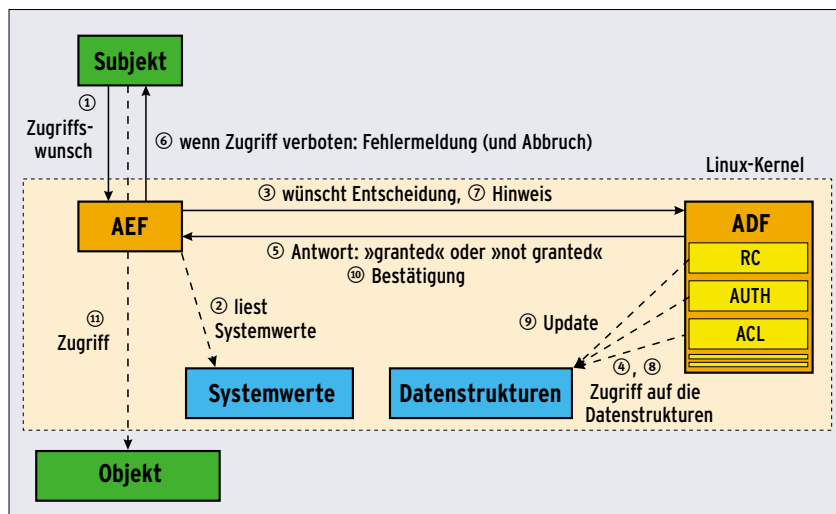 Subjekt
①
Zugriffs-
wunsch
⑥ wenn Zugriff verboten: Fehlermeldung (und Abbruch)
Linux-Kernel
③ wünscht Entscheidung, ⑦ Hinweis
AEF
ADF
⑤ Antwort: »granted« oder »not granted«
⑩ Bestätigung
RC
AUTH
ACL
② liest
Systemwerte
⑪
Zugriff
⑨ Update
④, ⑧
Zugriff auf die
Datenstrukturen
Systemwerte
Datenstrukturen
Objekt